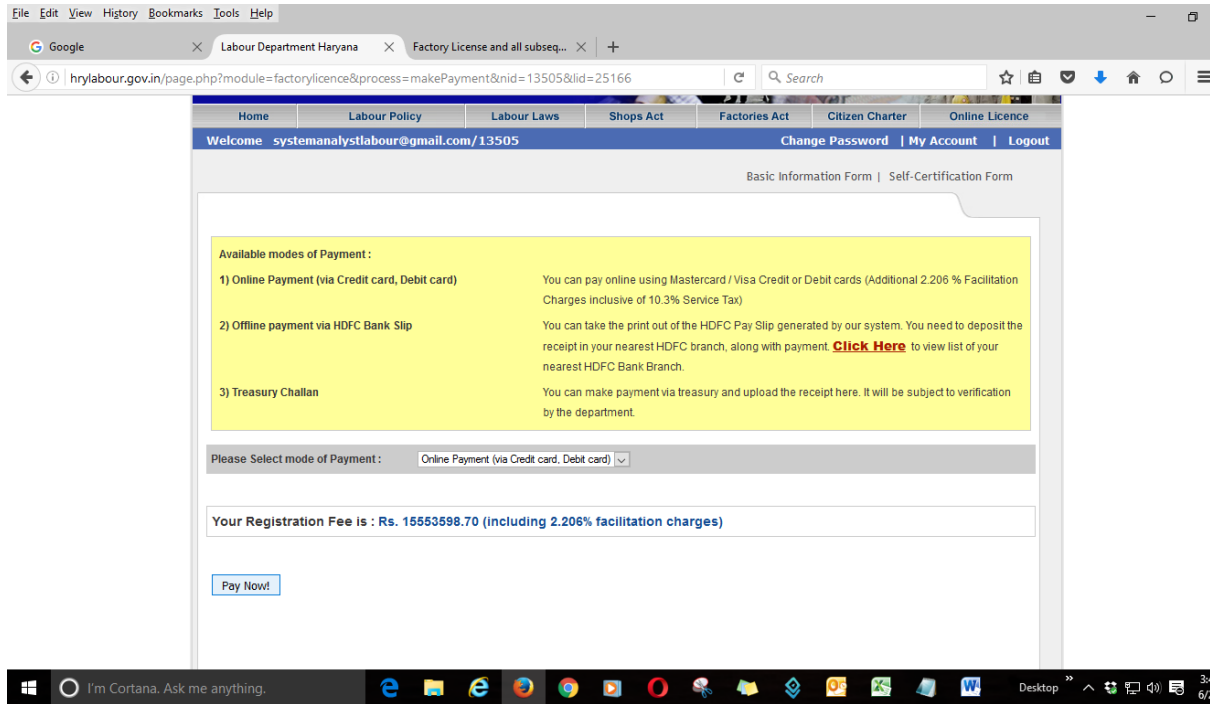 File Edit View History Bookmarks Tools Help
Google Labour Department Haryana Factory License and all subseq...
hrylabour.gov.in/page.php?module=factorylicence&process=makePayment&nid=13505&lid=25166 Search
Home Labour Policy Labour Laws Shops Act Factories Act Citizen Charter Online Licence
Welcome systemanalystlabour@gmail.com/13505 Change Password | My Account | Logout
Basic Information Form | Self-Certification Form
Available modes of Payment :
1) Online Payment (via Credit card, Debit card) You can pay online using Mastercard / Visa Credit or Debit cards (Additional 2.206 % Facilitation
Charges inclusive of 10.3% Service Tax)
2) Offline payment via HDFC Bank Slip You can take the print out of the HDFC Pay Slip generated by our system. You need to deposit the
receipt in your nearest HDFC branch, along with payment. Click Here to view list of your
nearest HDFC Bank Branch.
3) Treasury Challan You can make payment via treasury and upload the receipt here. It will be subject to verification
by the department.
Please Select mode of Payment : Online Payment (via Credit card, Debit card)
Your Registration Fee is : Rs. 15553598.70 (including 2.206% facilitation charges)
Pay Now!
I'm Cortana. Ask me anything. Desktop